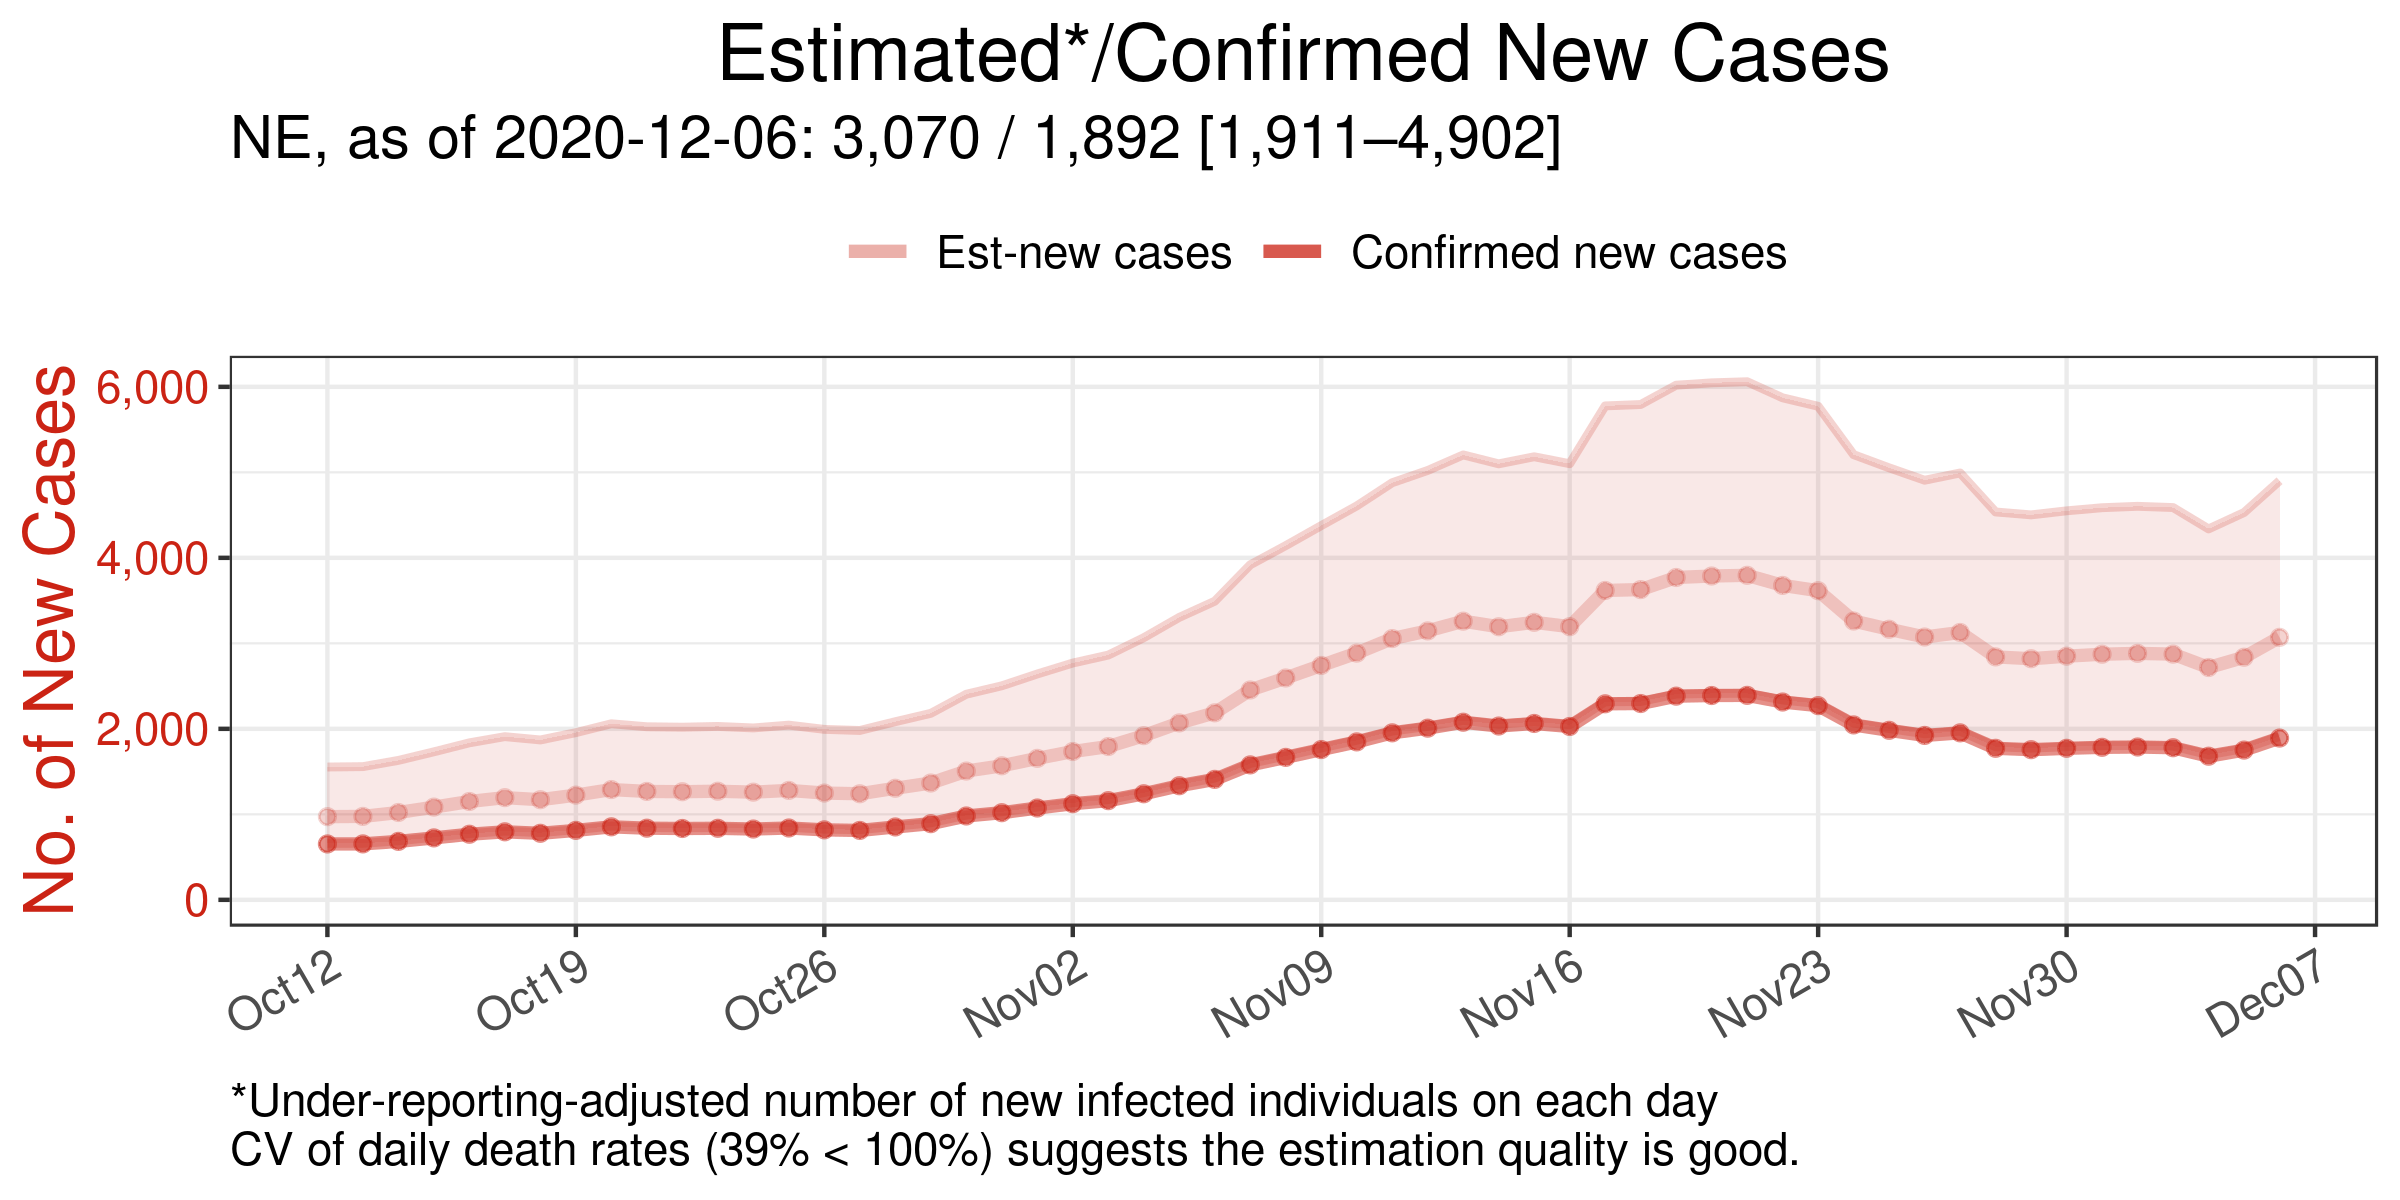 Estimated*/Confirmed New Cases
NE, as of 2020-12-06: 3,070 / 1,892 [1,911–4,902]
Est-new cases
Confirmed new cases
No. of New Cases
6,000
4,000
2,000
0
Oct12
Oct19
Oct26
Nov02
Nov09
Nov16
Nov23
Nov30
Dec07
*Under-reporting-adjusted number of new infected individuals on each day
CV of daily death rates (39% < 100%) suggests the estimation quality is good.